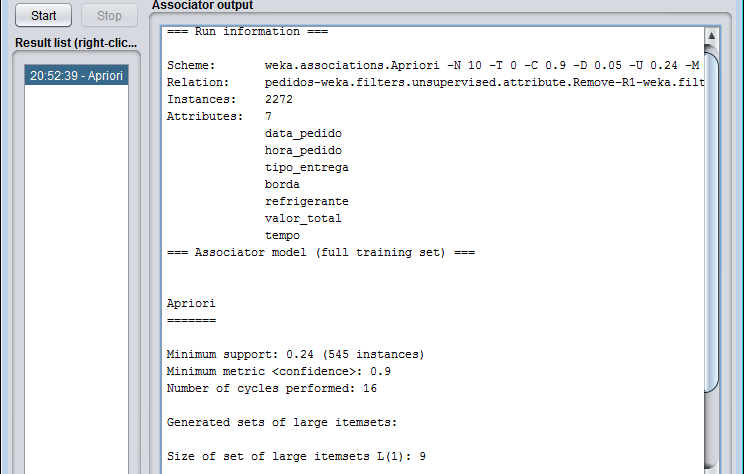 Start
Stop
Associator output
Result list (right-clic...
20:52:39 - Apriori
=== Run information ===
Scheme: weka.associations.Apriori -N 10 -T 0 -C 0.9 -D 0.05 -U 0.24 -M
Relation: pedidos-weka.filters.unsupervised.attribute.Remove-R1-weka.filt
Instances: 2272
Attributes: 7
data_pedido
hora_pedido
tipo_entrega
borda
refrigerante
valor_total
tempo
=== Associator model (full training set) ===
Apriori
=======
Minimum support: 0.24 (545 instances)
Minimum metric <confidence>: 0.9
Number of cycles performed: 16
Generated sets of large itemsets:
Size of set of large itemsets L(1): 9